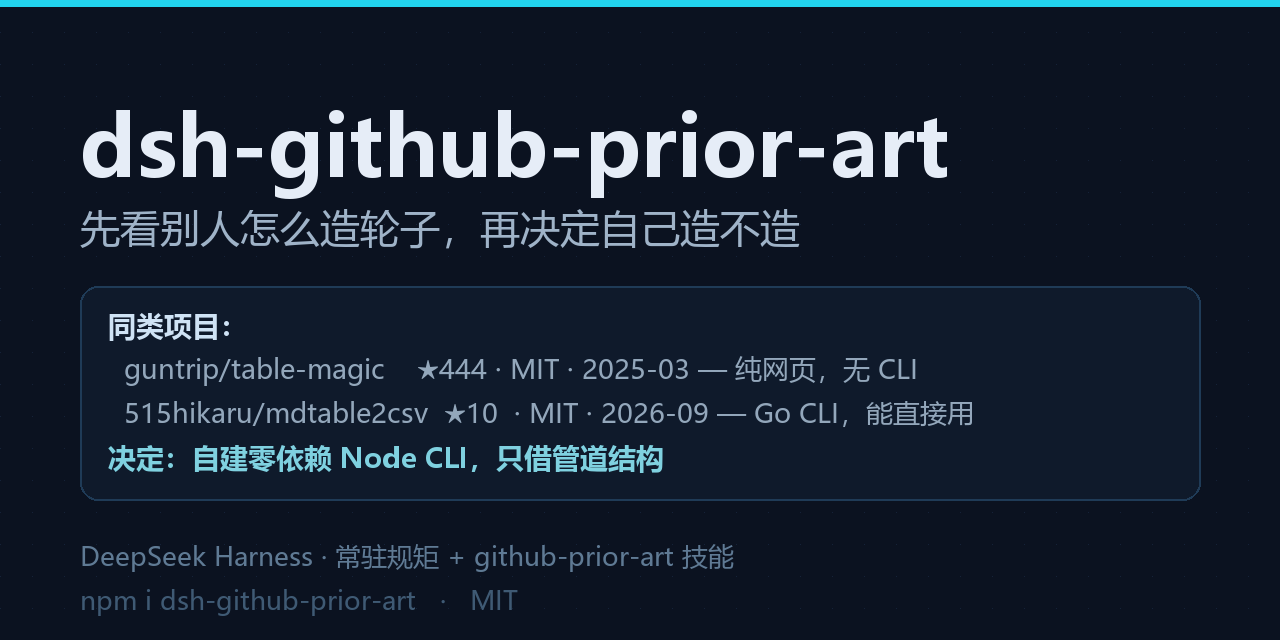 dsh-github-prior-art
先看别人怎么造轮子，再决定自己造不造
同类项目：
guntrip/table-magic ★444 · MIT · 2025-03 — 纯网页，无 CLI
515hikaru/mdtable2csv ★10 · MIT · 2026-09 — Go CLI，能直接用
决定：自建零依赖 Node CLI，只借管道结构
DeepSeek Harness · 常驻规矩 + github-prior-art 技能
npm i dsh-github-prior-art · MIT